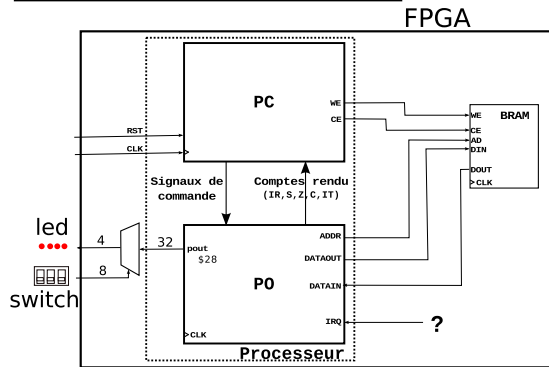 FPGA
PC
WE
CE
RST
CLK
WE
BRAM
CE
AD
DIN
DOUT
CLK
Signaux de
commande
Comptes rendu
(IR,S,Z,C,IT)
led
4
32
pout
$28
ADDR
DATAOUT
8
switch
PO
DATAIN
IRQ
?
CLK
Processeur